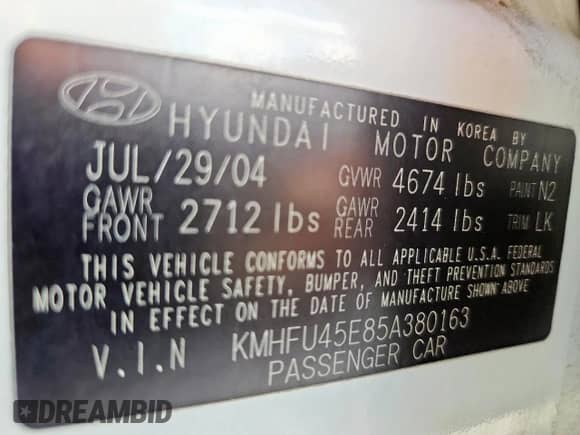 MANUFACTURED IN KOREA BY
HYUNDAI MOTOR COMPANY
JUL/29/04 GVWR 4674 lbs PAINT N2
GAWR FRONT 2712 lbs GAWR REAR 2414 lbs TRIM LK
THIS VEHICLE CONFORMS TO ALL APPLICABLE U.S.A. FEDERAL
MOTOR VEHICLE SAFETY, BUMPER, AND THEFT PREVENTION STANDARDS
IN EFFECT ON THE DATE OF MANUFACTURE SHOWN ABOVE
V.I.N KMHFU45E85A380163
PASSENGER CAR
DREAMBID